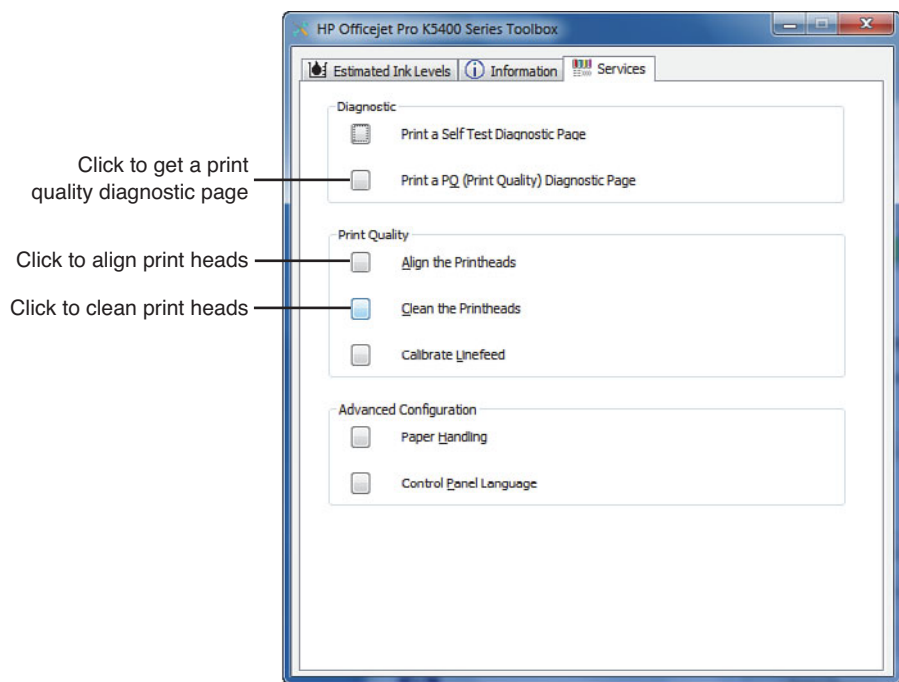 HP Officejet Pro K5400 Series Toolbox
Estimated Ink Levels
Information
Services
Diagnostic
Print a Self Test Diagnostic Page
Click to get a print
quality diagnostic page
Print a PQ (Print Quality) Diagnostic Page
Print Quality
Click to align print heads
Align the Printheads
Click to clean print heads
Clean the Printheads
Calibrate Linefeed
Advanced Configuration
Paper Handling
Control Panel Language